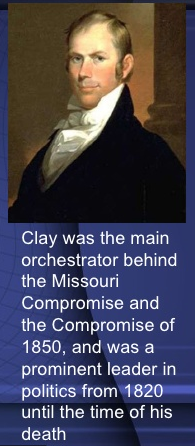 Clay was the main
orchestrator behind
the Missouri
Compromise and
the Compromise of
1850, and was a
prominent leader in
politics from 1820
until the time of his
death